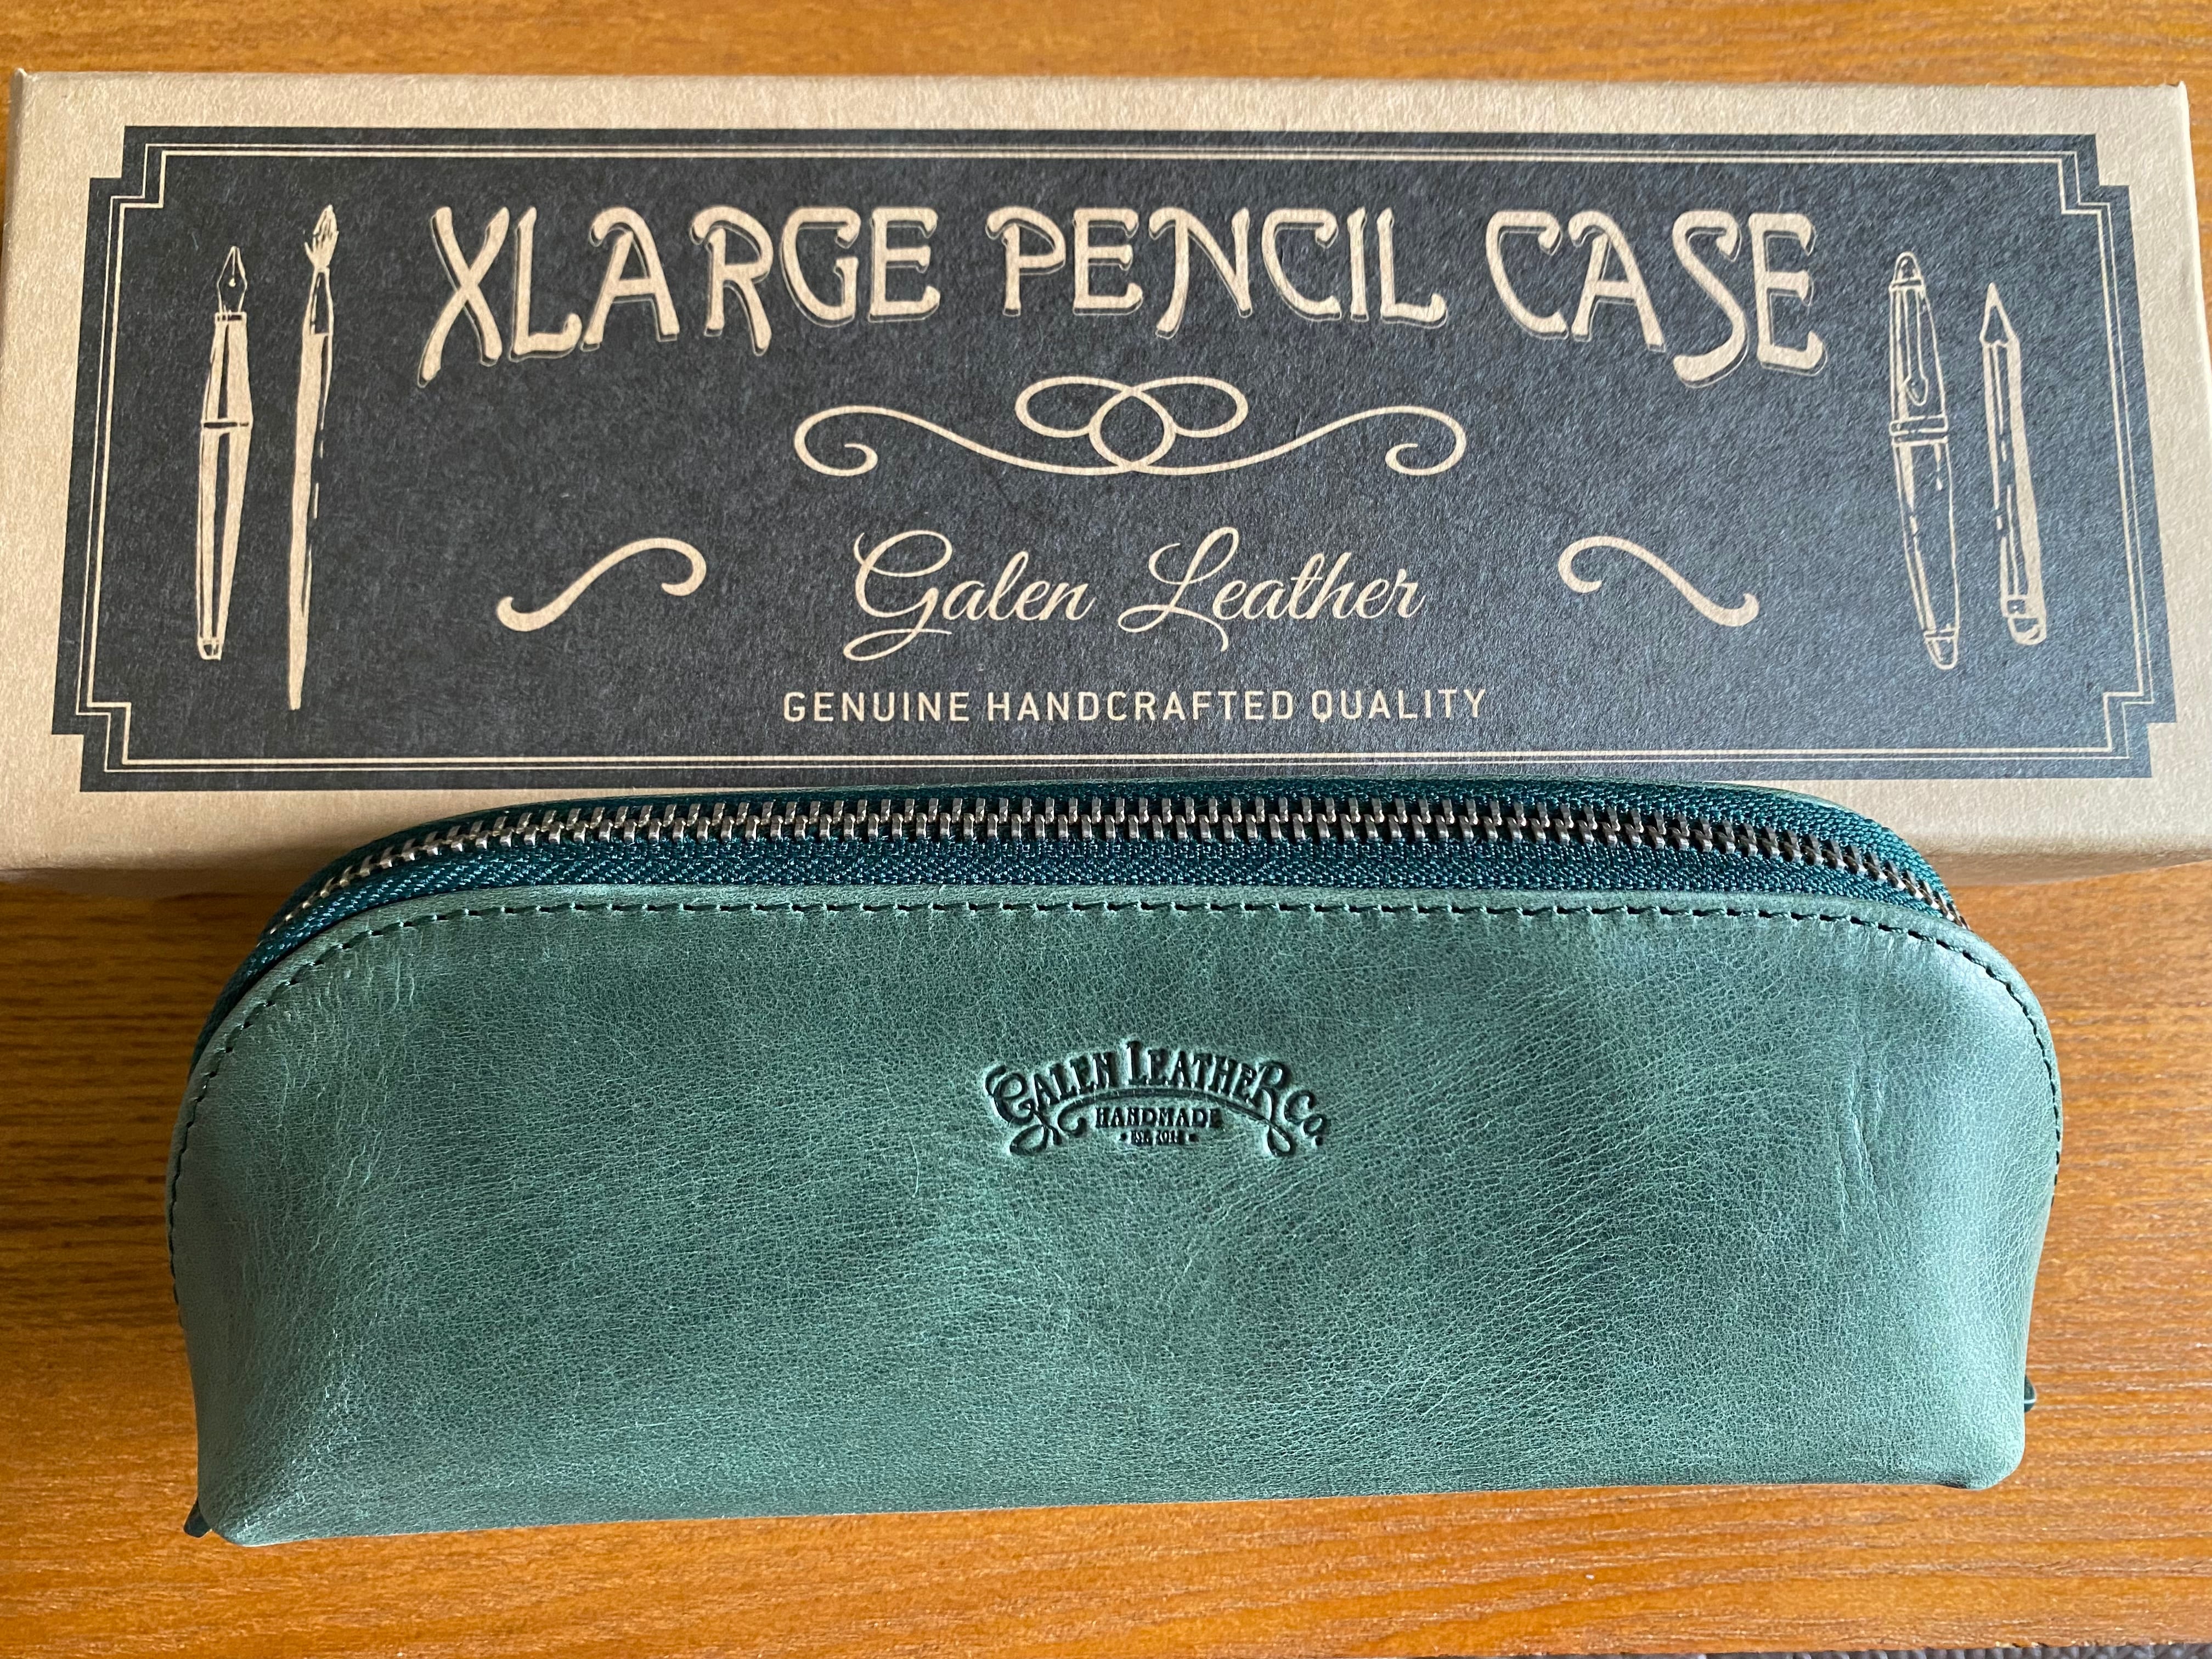 XLARGE PENCIL CASE
Galen Leather
GENUINE HANDCRAFTED QUALITY
GALEN LEATHER CO.
HANDMADE